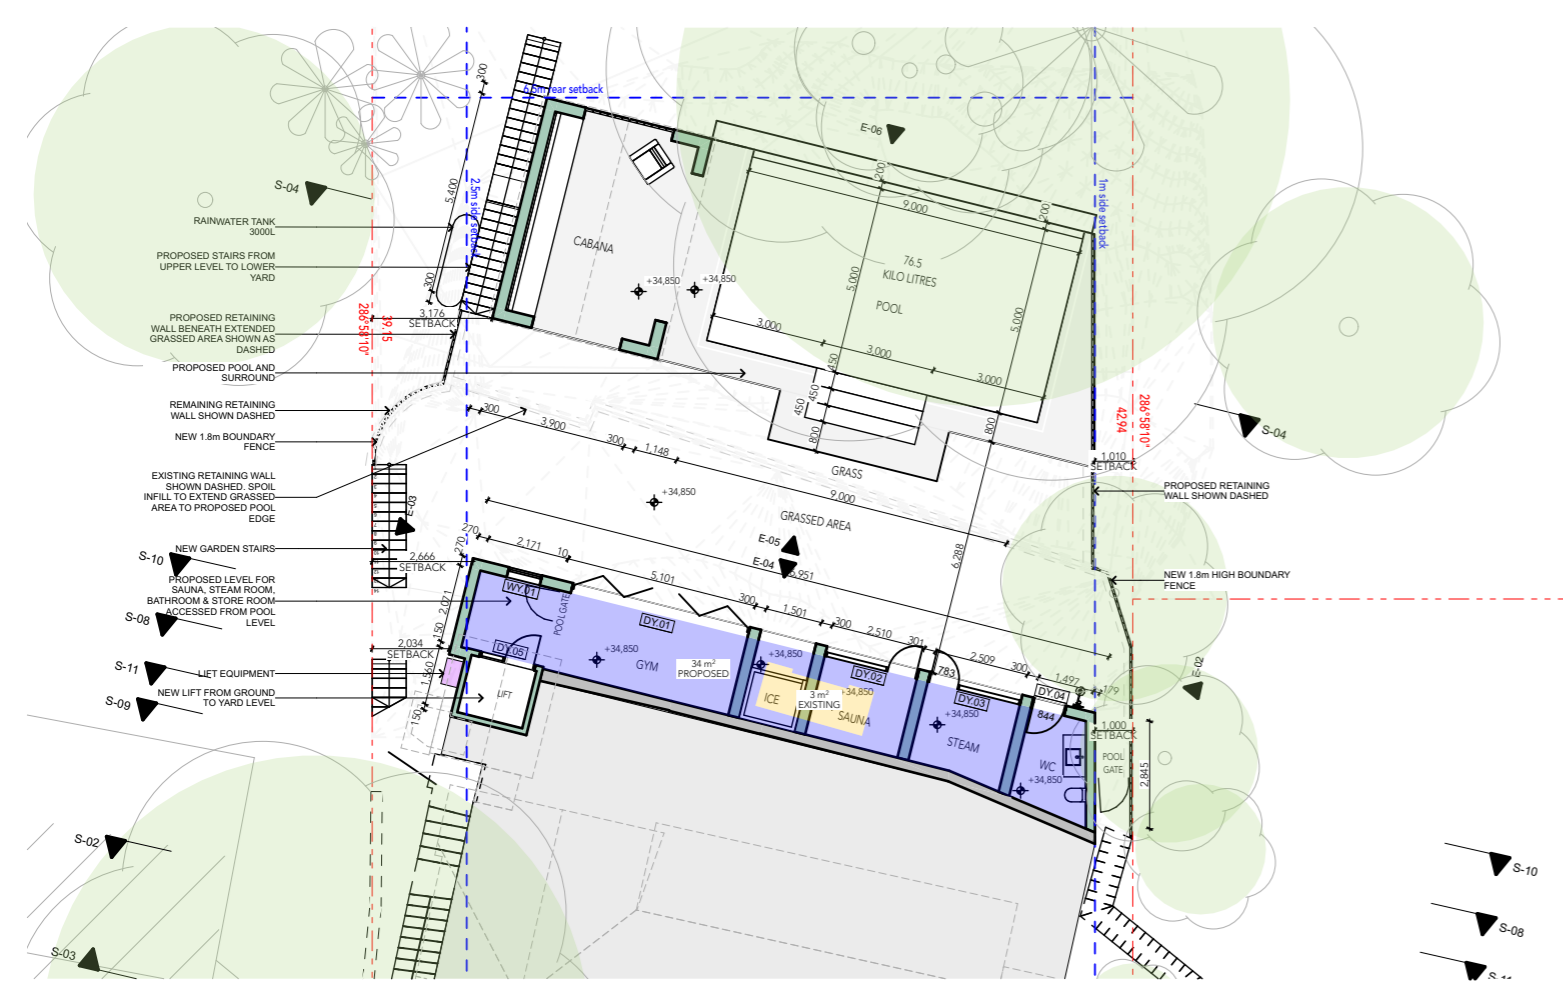 6.5m rear setback
300
5,400
2.5m side setback
300
S-04
RAINWATER TANK
3000L
PROPOSED STAIRS FROM
UPPER LEVEL TO LOWER
YARD
PROPOSED RETAINING
WALL BENEATH EXTENDED
GRASSED AREA SHOWN AS
DASHED
PROPOSED POOL AND
SURROUND
REMAINING RETAINING
WALL SHOWN DASHED
NEW 1.8m BOUNDARY
FENCE
EXISTING RETAINING WALL
SHOWN DASHED. SPOIL
INFILL TO EXTEND GRASSED
AREA TO PROPOSED POOL
EDGE
NEW GARDEN STAIRS
PROPOSED LEVEL FOR
SAUNA, STEAM ROOM,
BATHROOM & STORE ROOM
ACCESSED FROM POOL
LEVEL
LIFT EQUIPMENT
NEW LIFT FROM GROUND
TO YARD LEVEL
286°58'10"
39.15
3,176
SETBACK
CABANA
+34,850
+34,850
E-06
200
9,000
200
76.5
KILO LITRES
POOL
5,000
5,000
3,000
3,000
3,000
450
450
450
800
800
1m side setback
286°58'10"
42.94
S-04
1,010
SETBACK
PROPOSED RETAINING
WALL SHOWN DASHED
NEW 1.8m HIGH BOUNDARY
FENCE
300
3,900
300
1,148
9,000
GRASS
GRASSED AREA
+34,850
E-05
E-04
6,288
E-03
S-10
S-08
S-11
S-09
2,666
SETBACK
2,034
SETBACK
270
270
2,171
10
5,101
300
1,501
300
2,510
301
783
2,509
300
1,497
179
2,071
150
1,560
150
WY.01
POOL GATE
DY.05
DY.01
GYM
+34,850
34 m²
PROPOSED
LIFT
+34,850
ICE
3 m²
EXISTING
DY.02
+34,850
SAUNA
DY.03
+34,850
STEAM
DY.04
844
WC
+34,850
E-02
1,000
SETBACK
POOL
GATE
2,845
S-02
S-03
S-10
S-08